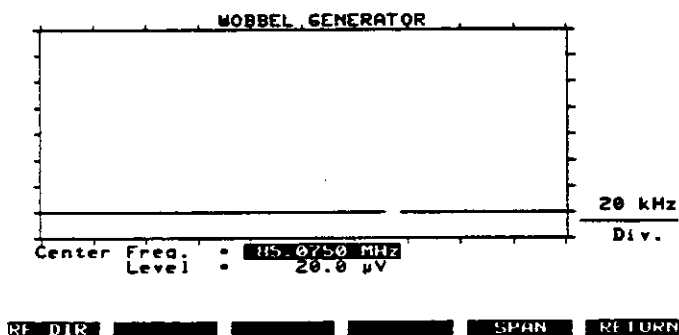 WOBBEL GENERATOR
20 kHz
Div.
Center Freq. = 85.0750 MHz
Level = 20.0 µV
RF DIR SPAN RETURN